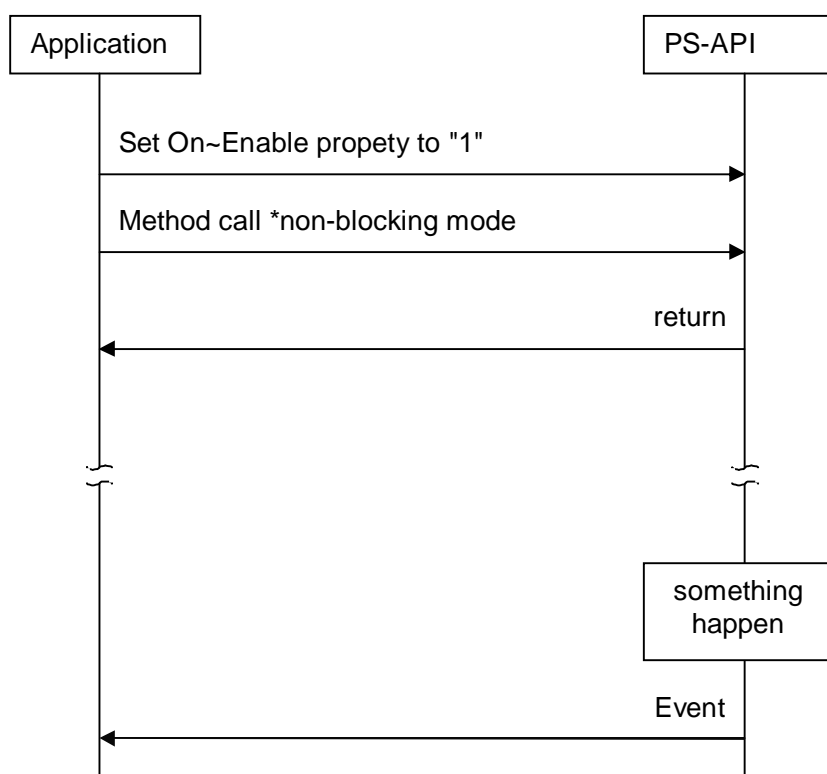 Application
PS-API
Set On~Enable propety to "1"
Method call *non-blocking mode
return
something
happen
Event